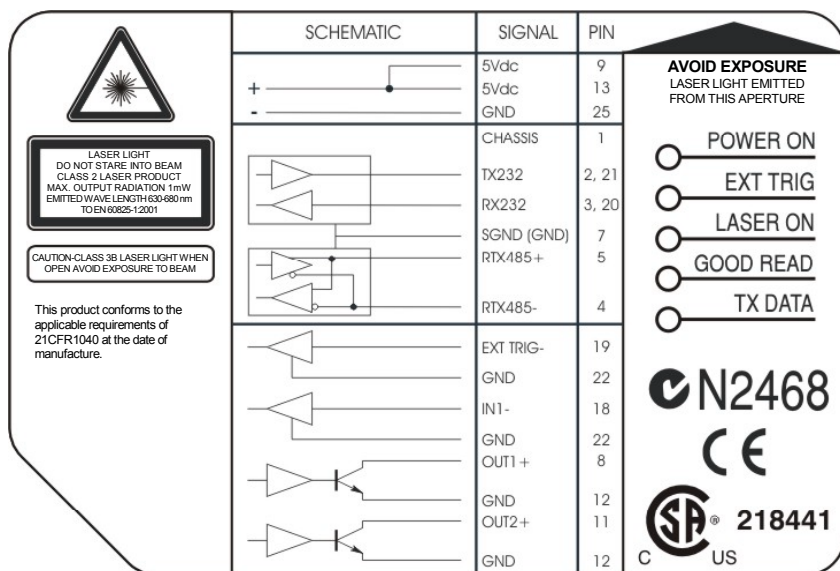 LASER LIGHT
DO NOT STARE INTO BEAM
CLASS 2 LASER PRODUCT
MAX. OUTPUT RADIATION 1mW
EMITTED WAVE LENGTH 630-680 nm
TO EN 60825-1:2001
CAUTION-CLASS 3B LASER LIGHT WHEN
OPEN AVOID EXPOSURE TO BEAM
This product conforms to the
applicable requirements of
21CFR1040 at the date of
manufacture.
SCHEMATIC SIGNAL PIN
5Vdc 9
+ 5Vdc 13
- GND 25
CHASSIS 1
TX232 2, 21
RX232 3, 20
SGND (GND) 7
RTX485+ 5
RTX485- 4
EXT TRIG- 19
GND 22
IN1- 18
GND 22
OUT1+ 8
GND 12
OUT2+ 11
GND 12
AVOID EXPOSURE
LASER LIGHT EMITTED
FROM THIS APERTURE
POWER ON
EXT TRIG
LASER ON
GOOD READ
TX DATA
N2468
CE
SA ® 218441
C US